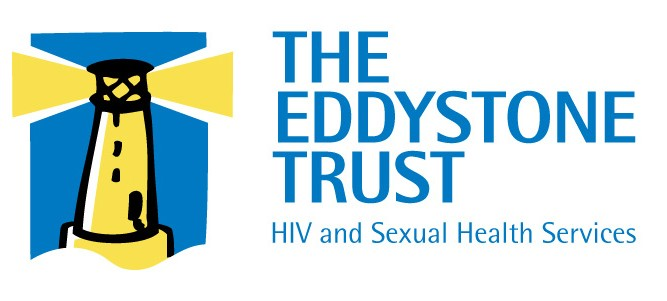 THE
EDDYSTONE
TRUST
HIV and Sexual Health Services